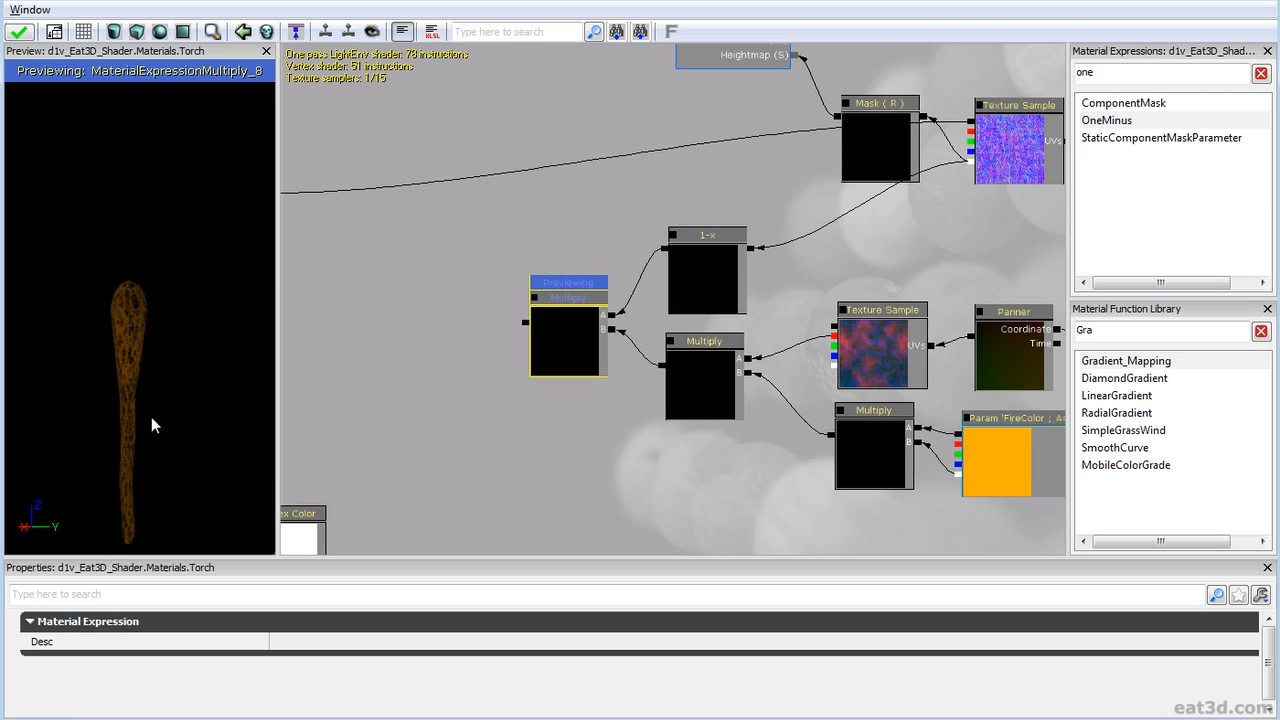 Window
HLSL
Type here to search
F
Preview: d1v_Eat3D_Shader.Materials.Torch
Previewing: MaterialExpressionMultiply_8
Z
X
Y
One pass LightEnv shader: 78 instructions
Vertex shader: 51 instructions
Texture samplers: 1/15
Heightmap (S)
Mask ( R )
Texture Sample
UVs
1-x
Previewing
Multiply
A
B
Multiply
A
B
Texture Sample
UVs
Panner
Coordinate
Time
Multiply
A
B
Param 'FireColor ; A=
ex Color
Material Expressions: d1v_Eat3D_Shad...
one
ComponentMask
OneMinus
StaticComponentMaskParameter
Material Function Library
Gra
Gradient_Mapping
DiamondGradient
LinearGradient
RadialGradient
SimpleGrassWind
SmoothCurve
MobileColorGrade
Properties: d1v_Eat3D_Shader.Materials.Torch
Type here to search
Material Expression
Desc
eat3d.com